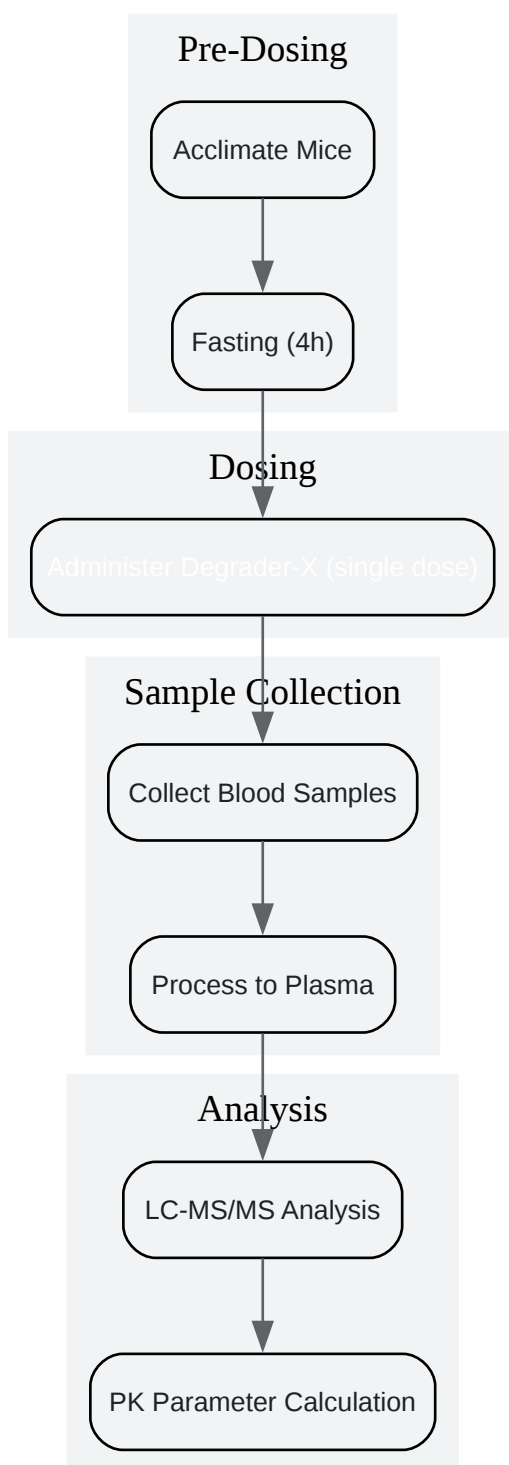 Pre-Dosing
Acclimate Mice
Fasting (4h)
Dosing
Administer Degrader-X (single dose)
Sample Collection
Collect Blood Samples
Process to Plasma
Analysis
LC-MS/MS Analysis
PK Parameter Calculation